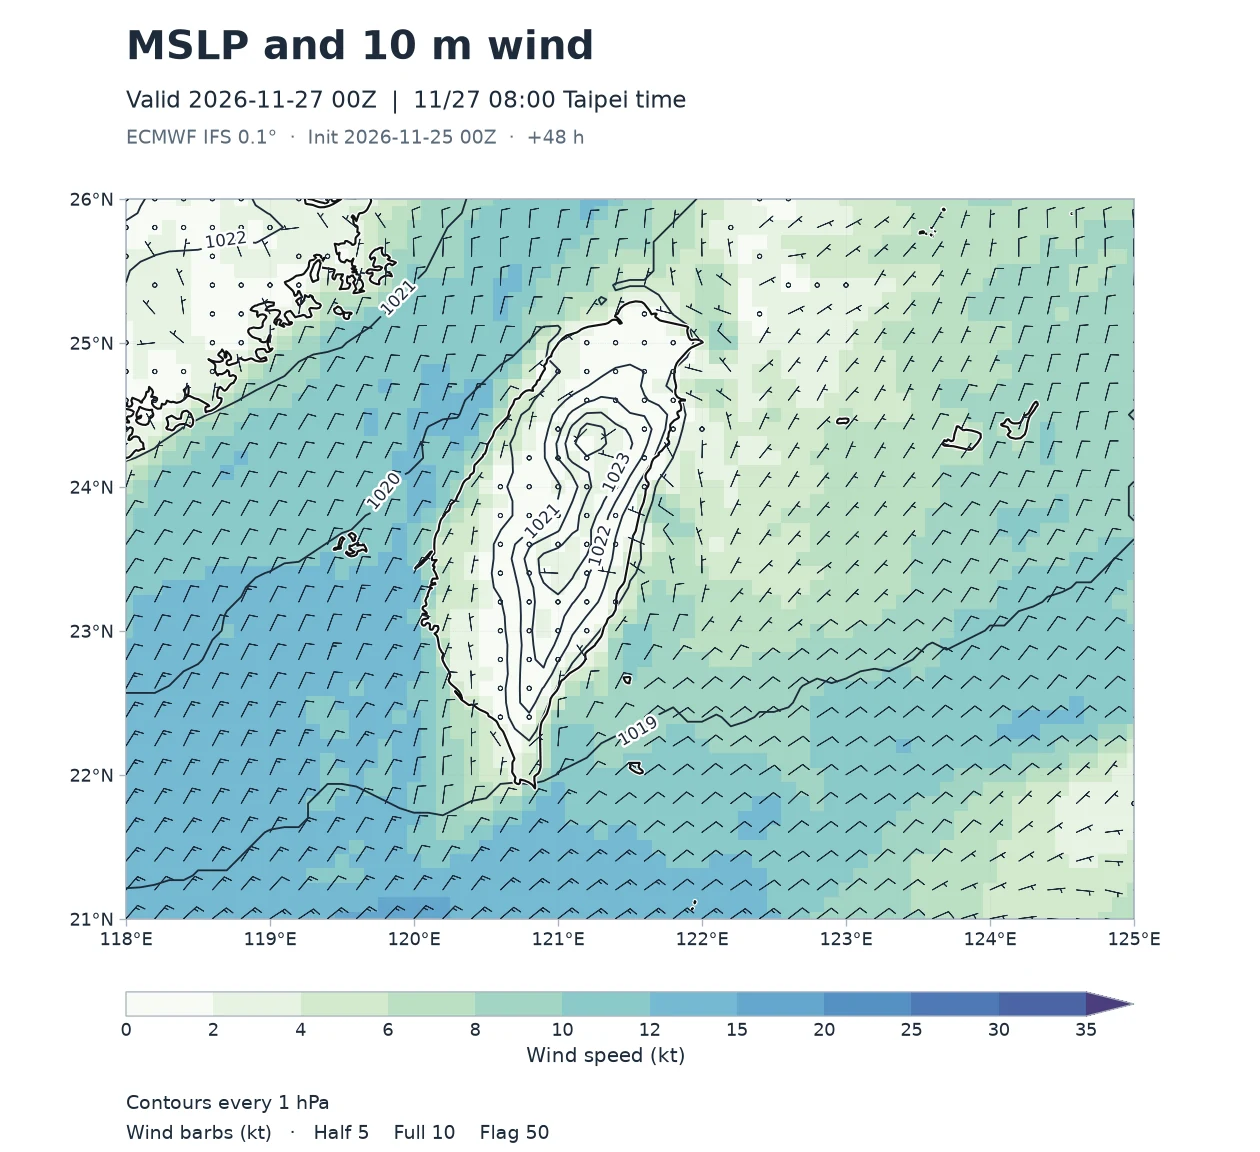 MSLP and 10 m wind
Valid 2026-11-27 00Z | 11/27 08:00 Taipei time
ECMWF IFS 0.1° · Init 2026-11-25 00Z · +48 h
26°N
1022
1021
25°N
1020
24°N
1023
1021
1022
23°N
1019
22°N
21°N
118°E 119°E 120°E 121°E 122°E 123°E 124°E 125°E
0 2 4 6 8 10 12 15 20 25 30 35
Wind speed (kt)
Contours every 1 hPa
Wind barbs (kt) · Half 5 Full 10 Flag 50